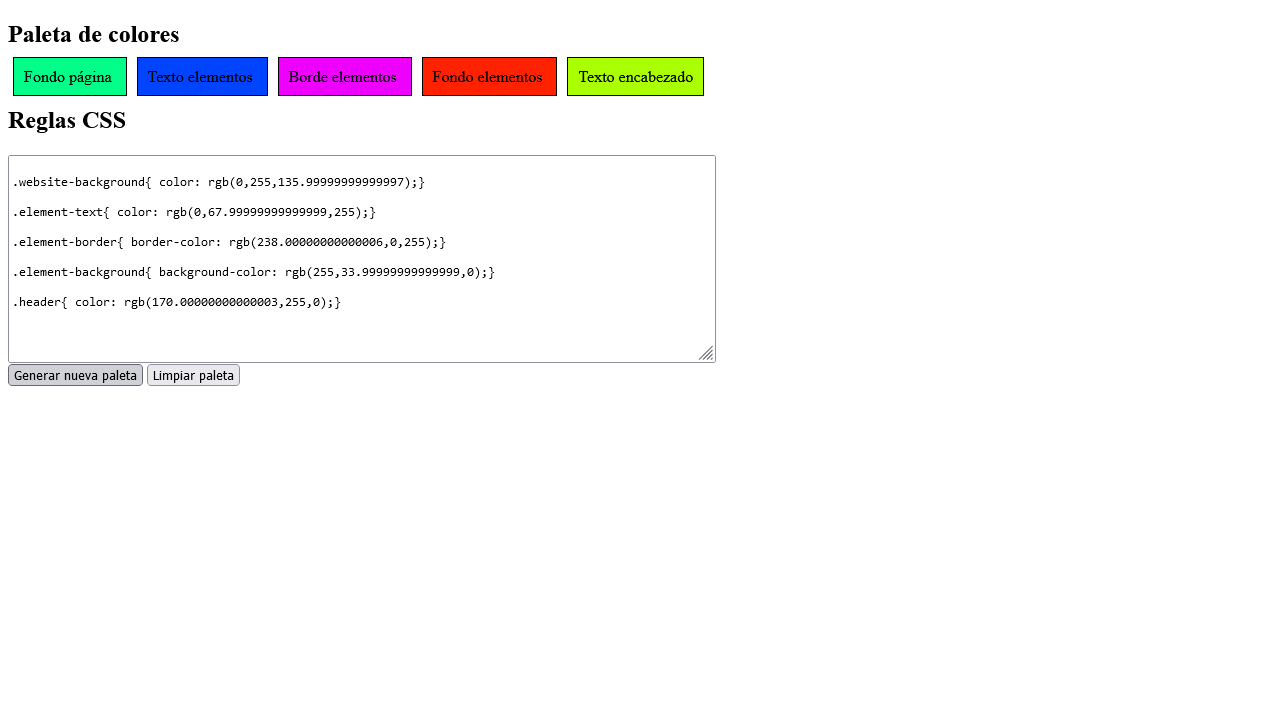 Paleta de colores
Fondo página Texto elementos Borde elementos Fondo elementos Texto encabezado
Reglas CSS
.website-background{ color: rgb(0,255,135.99999999999997);}
.element-text{ color: rgb(0,67.99999999999999,255);}
.element-border{ border-color: rgb(238.00000000000006,0,255);}
.element-background{ background-color: rgb(255,33.99999999999999,0);}
.header{ color: rgb(170.00000000000003,255,0);}
Generar nueva paleta Limpiar paleta